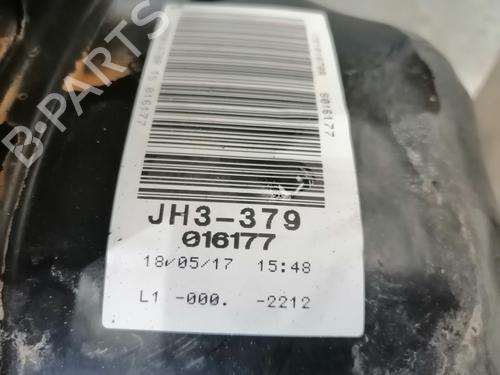 JH3-379
016177
18/05/17 15:48
L1 -000. -2212
B-PARTS